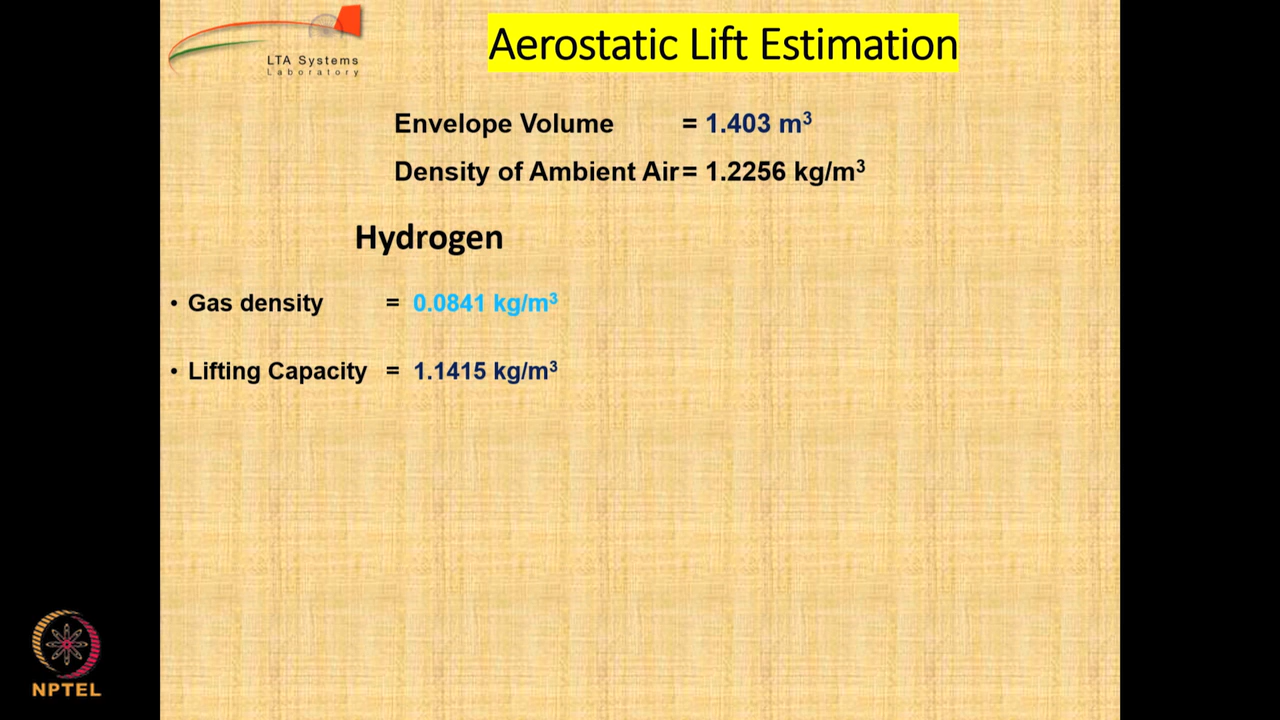 LTA Systems
Laboratory
Aerostatic Lift Estimation
Envelope Volume = 1.403 m³
Density of Ambient Air= 1.2256 kg/m³
Hydrogen
• Gas density = 0.0841 kg/m³
• Lifting Capacity = 1.1415 kg/m³
NPTEL